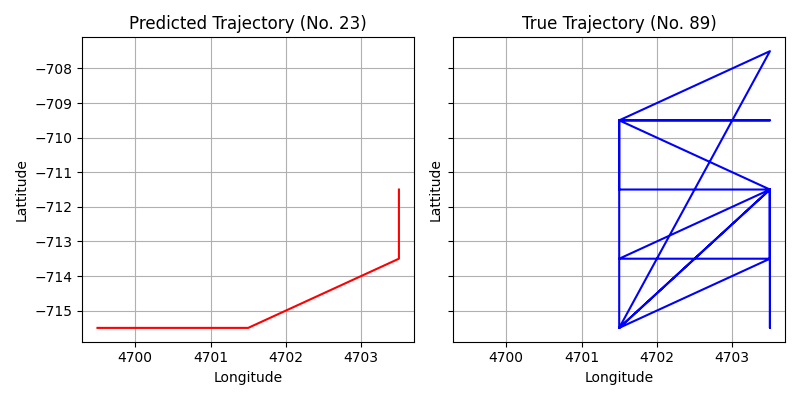 Predicted Trajectory (No. 23)
True Trajectory (No. 89)
−708
−709
−710
−711
−712
−713
−714
−715
Lattitude
Lattitude
4700 4701 4702 4703
4700 4701 4702 4703
Longitude
Longitude